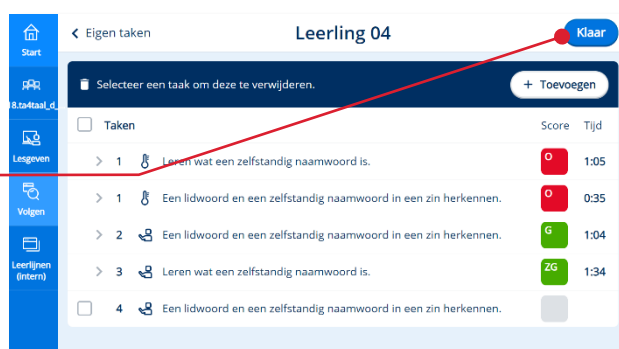 Start
18.ta4taal_d_
Lesgeven
Volgen
Leerlijnen
(intern)
Eigen taken
Leerling 04
Klaar
Selecteer een taak om deze te verwijderen.
+ Toevoegen
Taken Score Tijd
1 Leren wat een zelfstandig naamwoord is. O 1:05
1 Een lidwoord en een zelfstandig naamwoord in een zin herkennen. O 0:35
2 Een lidwoord en een zelfstandig naamwoord in een zin herkennen. G 1:04
3 Leren wat een zelfstandig naamwoord is. ZG 1:34
4 Een lidwoord en een zelfstandig naamwoord in een zin herkennen.